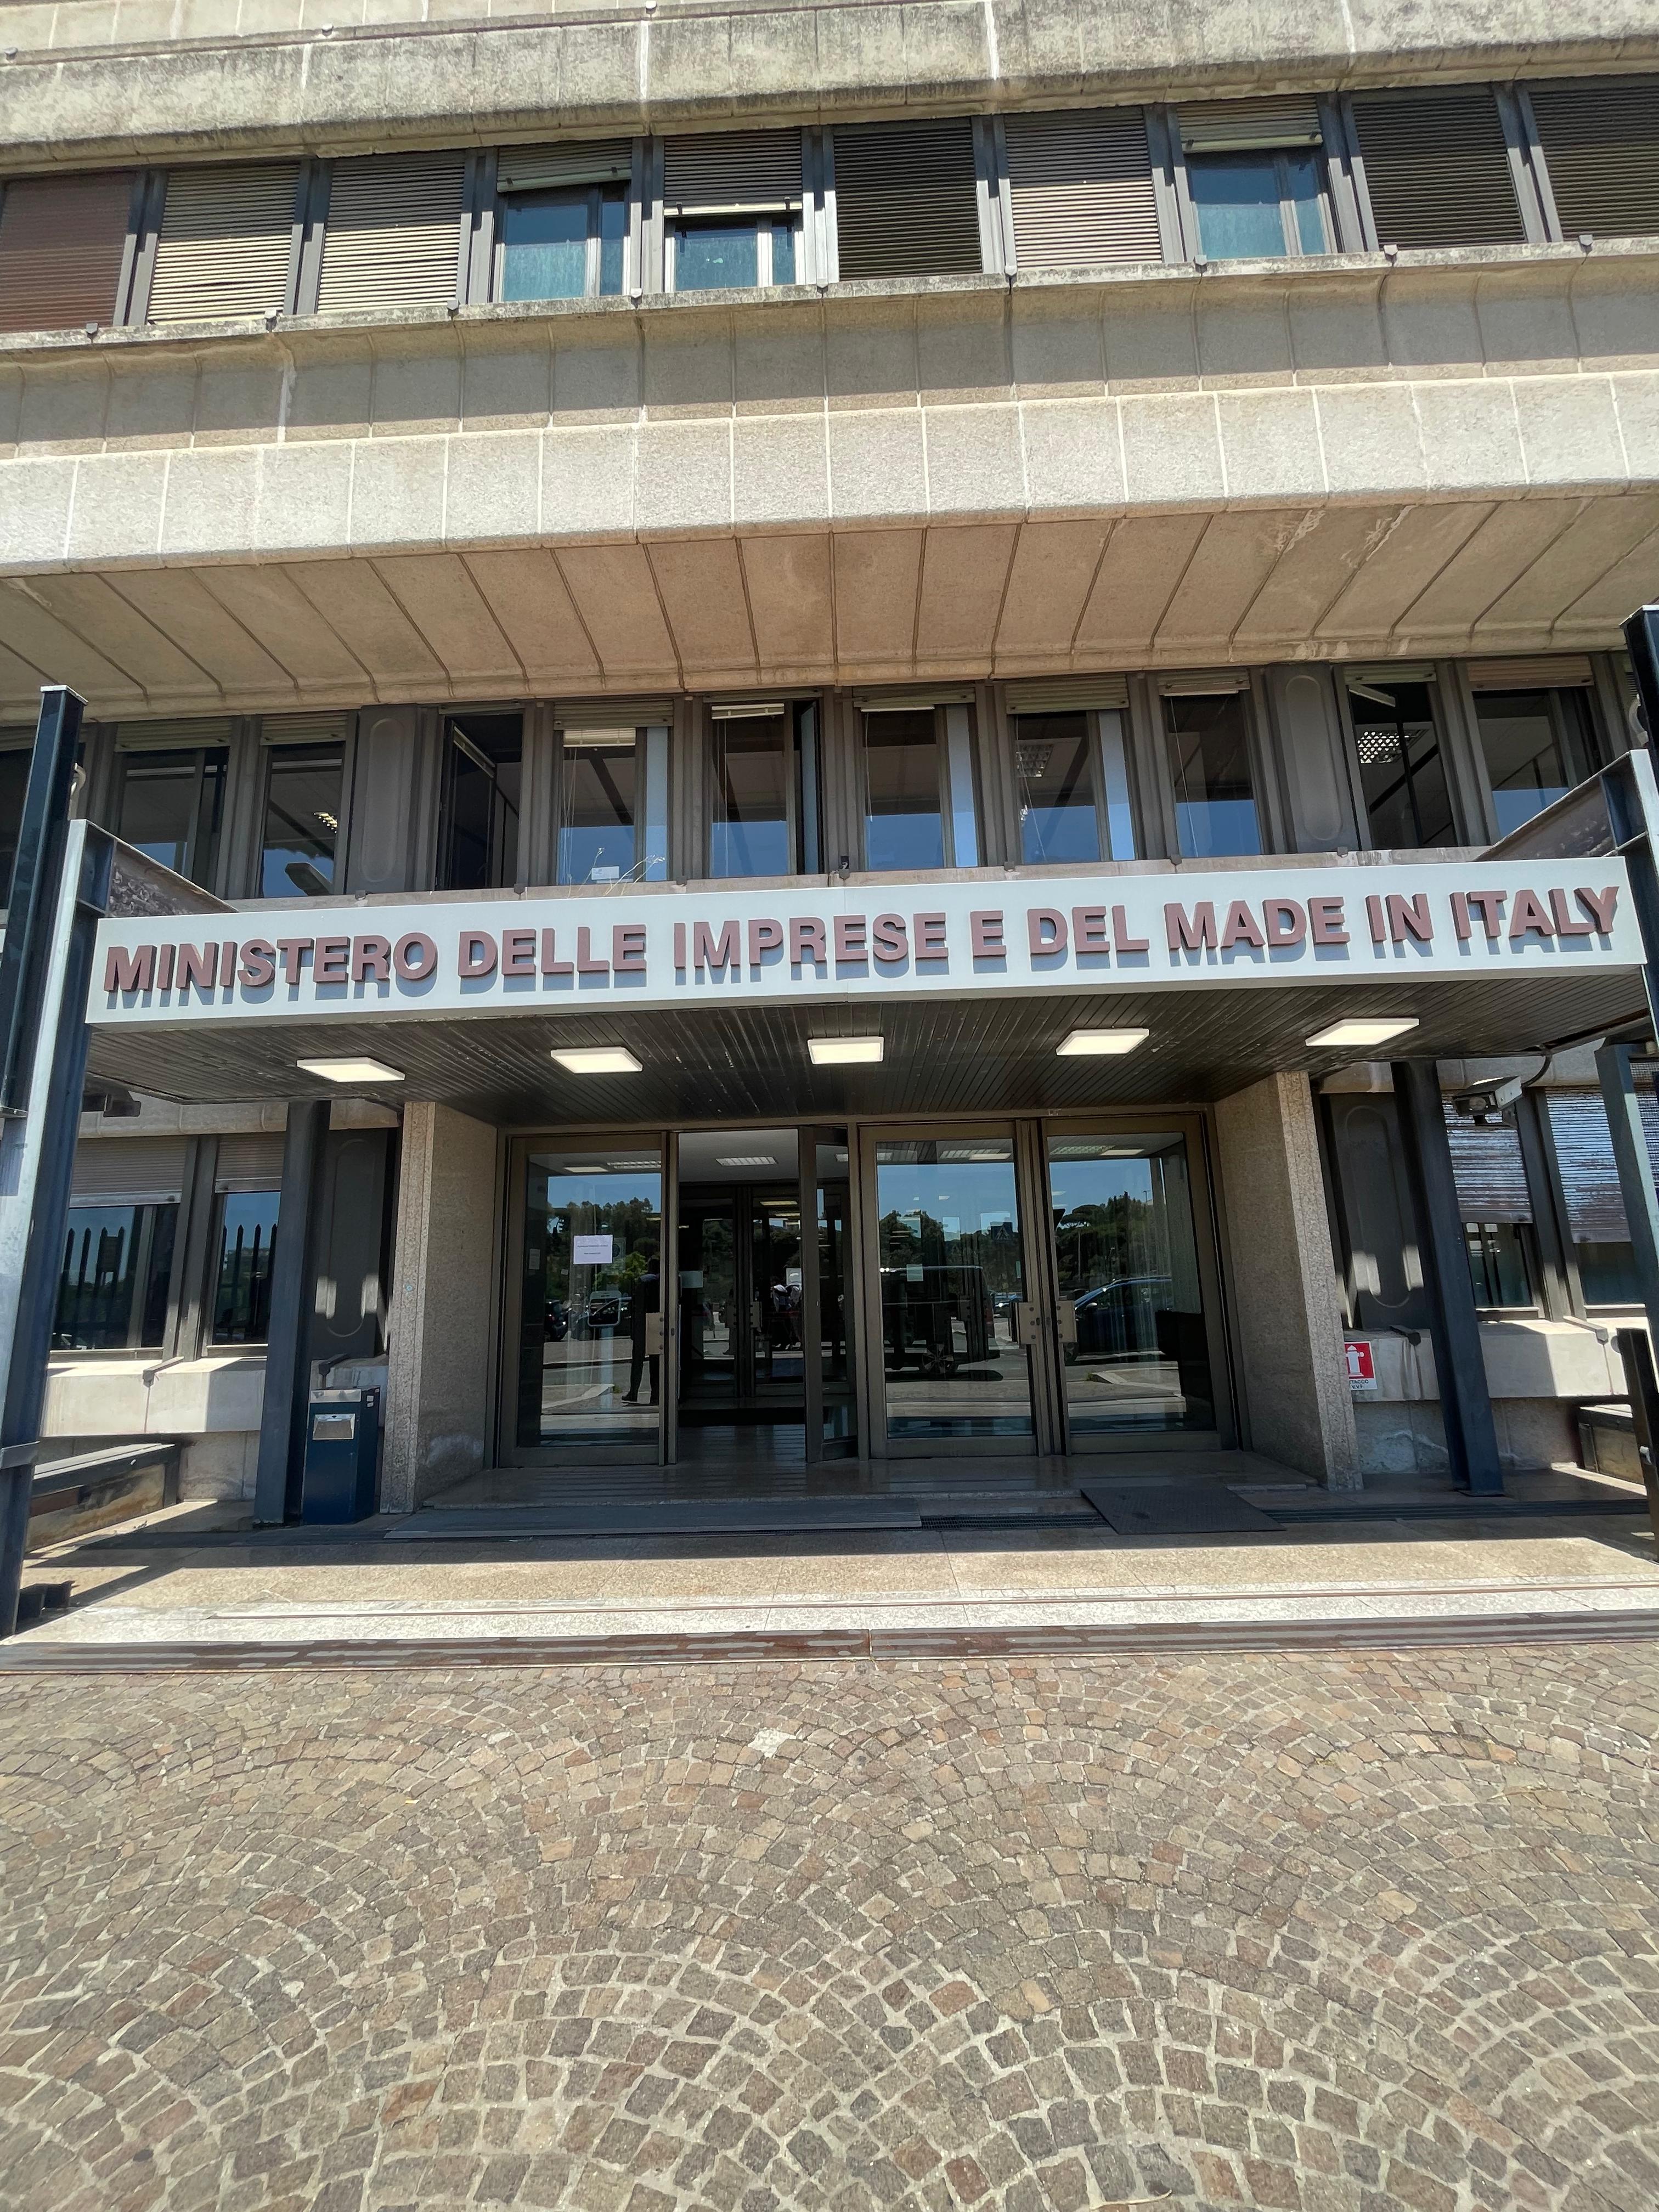 MINISTERO DELLE IMPRESE E DEL MADE IN ITALY
V.V.F.